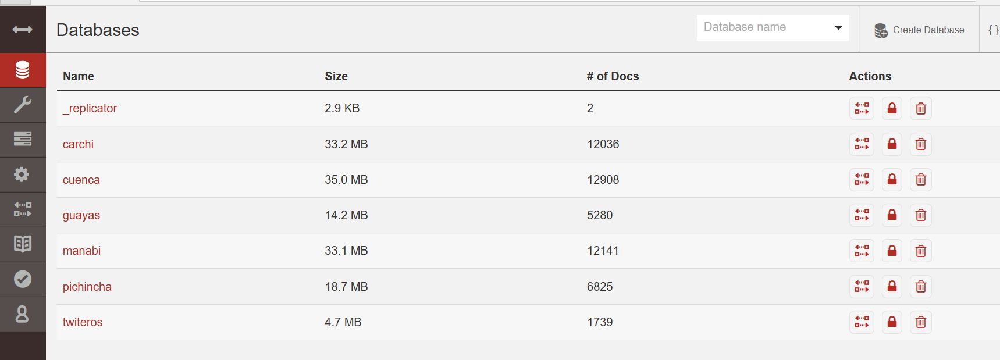 Databases
Database name
Create Database
{ }
Name Size # of Docs Actions
_replicator 2.9 KB 2
carchi 33.2 MB 12036
cuenca 35.0 MB 12908
guayas 14.2 MB 5280
manabi 33.1 MB 12141
pichincha 18.7 MB 6825
twiteros 4.7 MB 1739